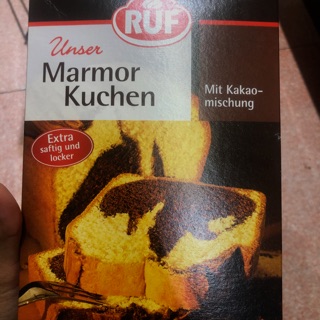 RUF
Unser
Marmor
Kuchen
Mit Kakao-
mischung
Extra
saftig und
locker